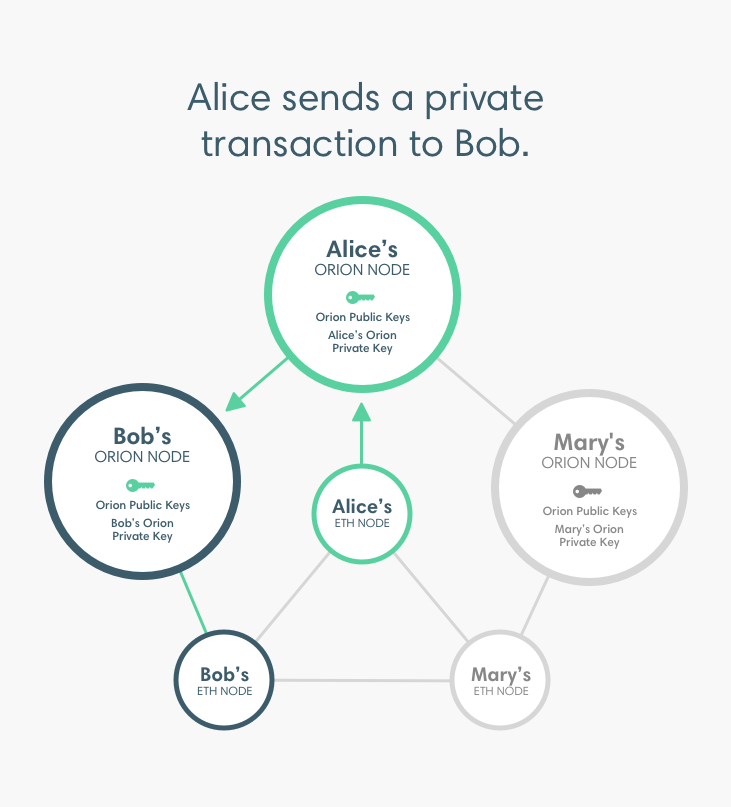 Alice sends a private
transaction to Bob.
Alice's
ORION NODE
Orion Public Keys
Alice's Orion
Private Key
Bob's
ORION NODE
Orion Public Keys
Bob's Orion
Private Key
Mary's
ORION NODE
Orion Public Keys
Mary's Orion
Private Key
Alice's
ETH NODE
Bob's
ETH NODE
Mary's
ETH NODE